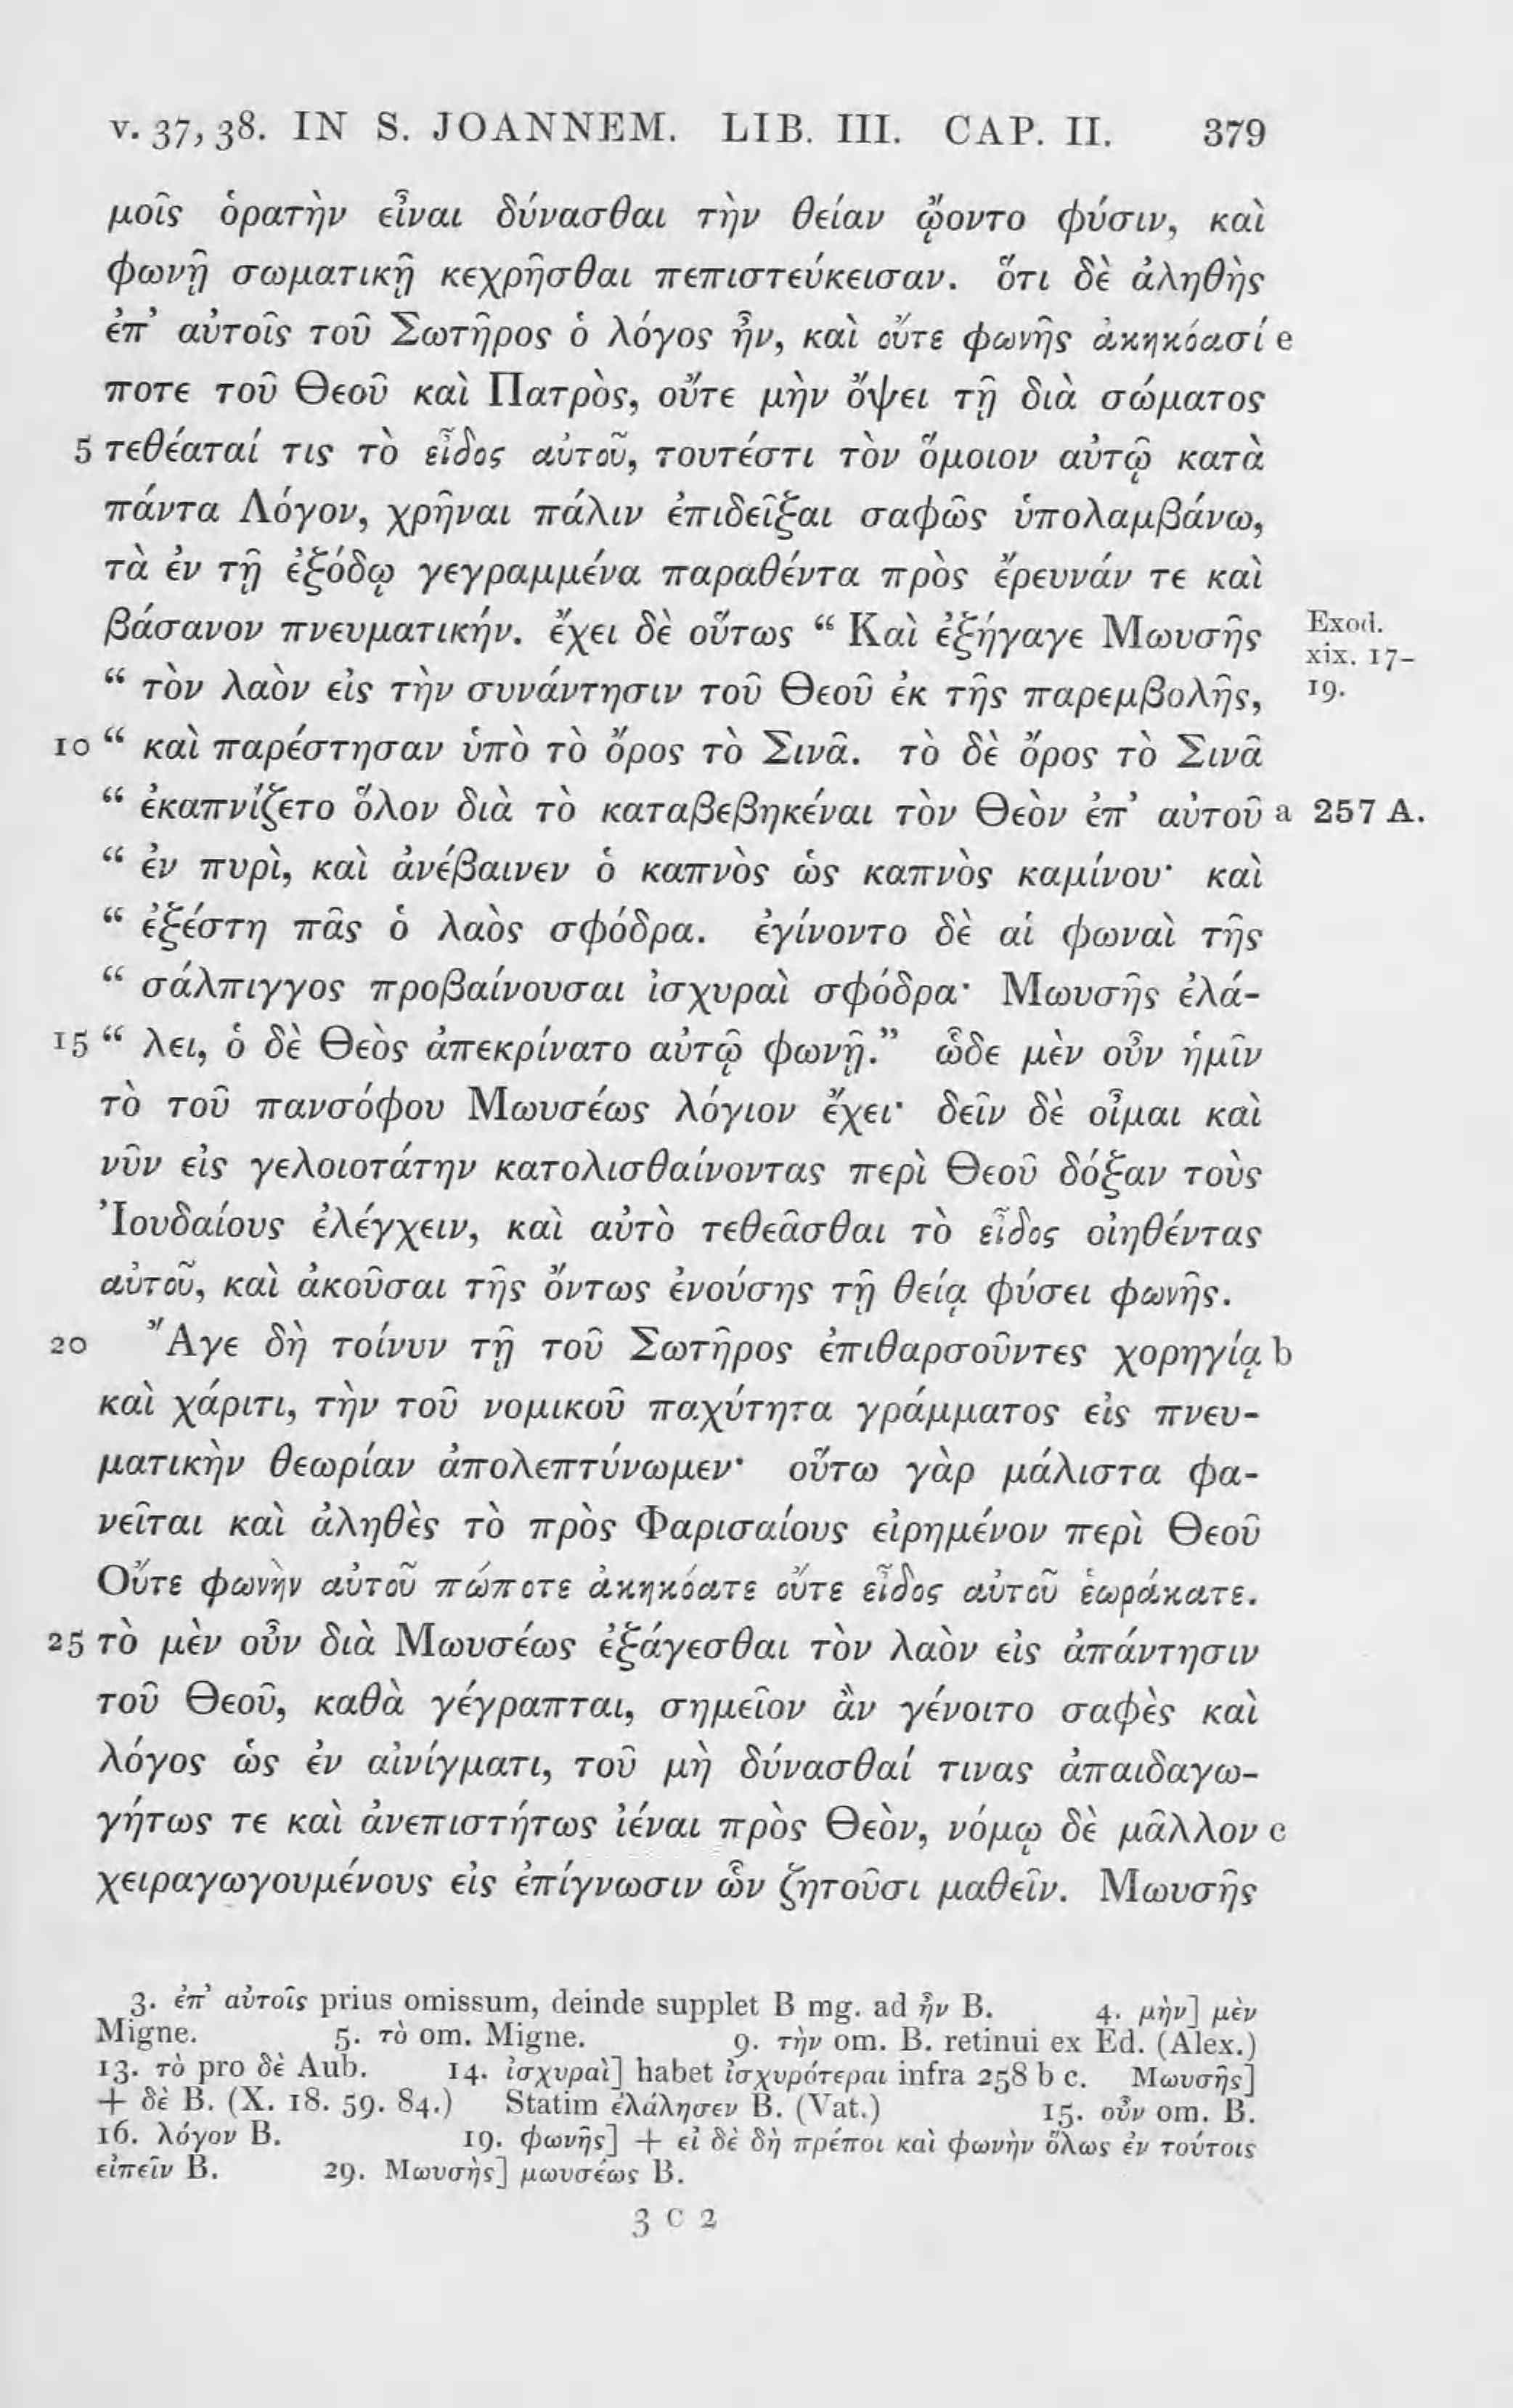 v. 37, 38. IN S. JOANNEM. LIB. III. CAP. II. 379
μοῖς ὁρατὴν εἶναι δύνασθαι τὴν θείαν ᾤοντο φύσιν, καὶ
φωνῇ σωματικῇ κεχρῆσθαι πεπιστεύκεισαν. ὅτι δὲ ἀληθὴς
ἐπ’ αὐτοῖς τοῦ Σωτῆρος ὁ λόγος ἦν, καὶ οὔτε φωνῆς ἀκηκόασί e
ποτε τοῦ Θεοῦ καὶ Πατρὸς, οὔτε μὴν ὄψει τῇ διὰ σώματος
5 τεθέαταί τις τὸ εἶδος αὐτοῦ, τουτέστι τὸν ὅμοιον αὐτῷ κατὰ
πάντα Λόγον, χρῆναι πάλιν ἐπιδεῖξαι σαφῶς ὑπολαμβάνω,
τὰ ἐν τῇ ἐξόδῳ γεγραμμένα παραθέντα πρὸς ἔρευνάν τε καὶ
βάσανον πνευματικήν. ἔχει δὲ οὕτως “ Καὶ ἐξήγαγε Μωυσῆς Exod. xix. 17–
“ τὸν λαὸν εἰς τὴν συνάντησιν τοῦ Θεοῦ ἐκ τῆς παρεμβολῆς, 19.
10 “ καὶ παρέστησαν ὑπὸ τὸ ὄρος τὸ Σινᾶ. τὸ δὲ ὄρος τὸ Σινᾶ
“ ἐκαπνίζετο ὅλον διὰ τὸ καταβεβηκέναι τὸν Θεὸν ἐπ’ αὐτοῦ a 257 A.
“ ἐν πυρὶ, καὶ ἀνέβαινεν ὁ καπνὸς ὡς καπνὸς καμίνου· καὶ
“ ἐξέστη πᾶς ὁ λαὸς σφόδρα. ἐγίνοντο δὲ αἱ φωναὶ τῆς
“ σάλπιγγος προβαίνουσαι ἰσχυραὶ σφόδρα· Μωυσῆς ἐλά-
15 “ λει, ὁ δὲ Θεὸς ἀπεκρίνατο αὐτῷ φωνῇ.” ὧδε μὲν οὖν ἡμῖν
τὸ τοῦ πανσόφου Μωυσέως λόγιον ἔχει· δεῖν δὲ οἶμαι καὶ
νῦν εἰς γελοιοτάτην κατολισθαίνοντας περὶ Θεοῦ δόξαν τοὺς
Ἰουδαίους ἐλέγχειν, καὶ αὐτὸ τεθεᾶσθαι τὸ εἶδος οἰηθέντας
αὐτοῦ, καὶ ἀκοῦσαι τῆς ὄντως ἐνούσης τῇ θείᾳ φύσει φωνῆς.
20 Ἄγε δὴ τοίνυν τῇ τοῦ Σωτῆρος ἐπιθαρσοῦντες χορηγίᾳ b
καὶ χάριτι, τὴν τοῦ νομικοῦ παχύτητα γράμματος εἰς πνευ-
ματικὴν θεωρίαν ἀπολεπτύνωμεν· οὕτω γὰρ μάλιστα φα-
νεῖται καὶ ἀληθὲς τὸ πρὸς Φαρισαίους εἰρημένον περὶ Θεοῦ
Οὔτε φωνὴν αὐτοῦ πώποτε ἀκηκόατε οὔτε εἶδος αὐτοῦ ἑωράκατε.
25 τὸ μὲν οὖν διὰ Μωυσέως ἐξάγεσθαι τὸν λαὸν εἰς ἀπάντησιν
τοῦ Θεοῦ, καθὰ γέγραπται, σημεῖον ἂν γένοιτο σαφὲς καὶ
λόγος ὡς ἐν αἰνίγματι, τοῦ μὴ δύνασθαί τινας ἀπαιδαγω-
γήτως τε καὶ ἀνεπιστήτως ἰέναι πρὸς Θεὸν, νόμῳ δὲ μᾶλλον c
χειραγωγουμένους εἰς ἐπίγνωσιν ὧν ζητοῦσι μαθεῖν. Μωυσῆς
3. ἐπ’ αὐτοῖς prius omissum, deinde supplet B mg. ad ἦν B. 4. μὴν] μὲν
Migne. 5. τὸ om. Migne. 9. τὴν om. B. retinui ex Ed. (Alex.)
13. τὸ pro δὲ Aub. 14. ἰσχυραὶ] habet ἰσχυρότεραι infra 258 b c. Μωυσῆς]
+ δὲ B. (X. 18. 59. 84.) Statim ἐλάλησεν B. (Vat.) 15. οὖν om. B.
16. λόγον B. 19. φωνῆς] + εἰ δὲ δὴ πρέποι καὶ φωνὴν ὅλως ἐν τούτοις
εἰπεῖν B. 29. Μωυσῆς] μωυσέως B.
3 C 2